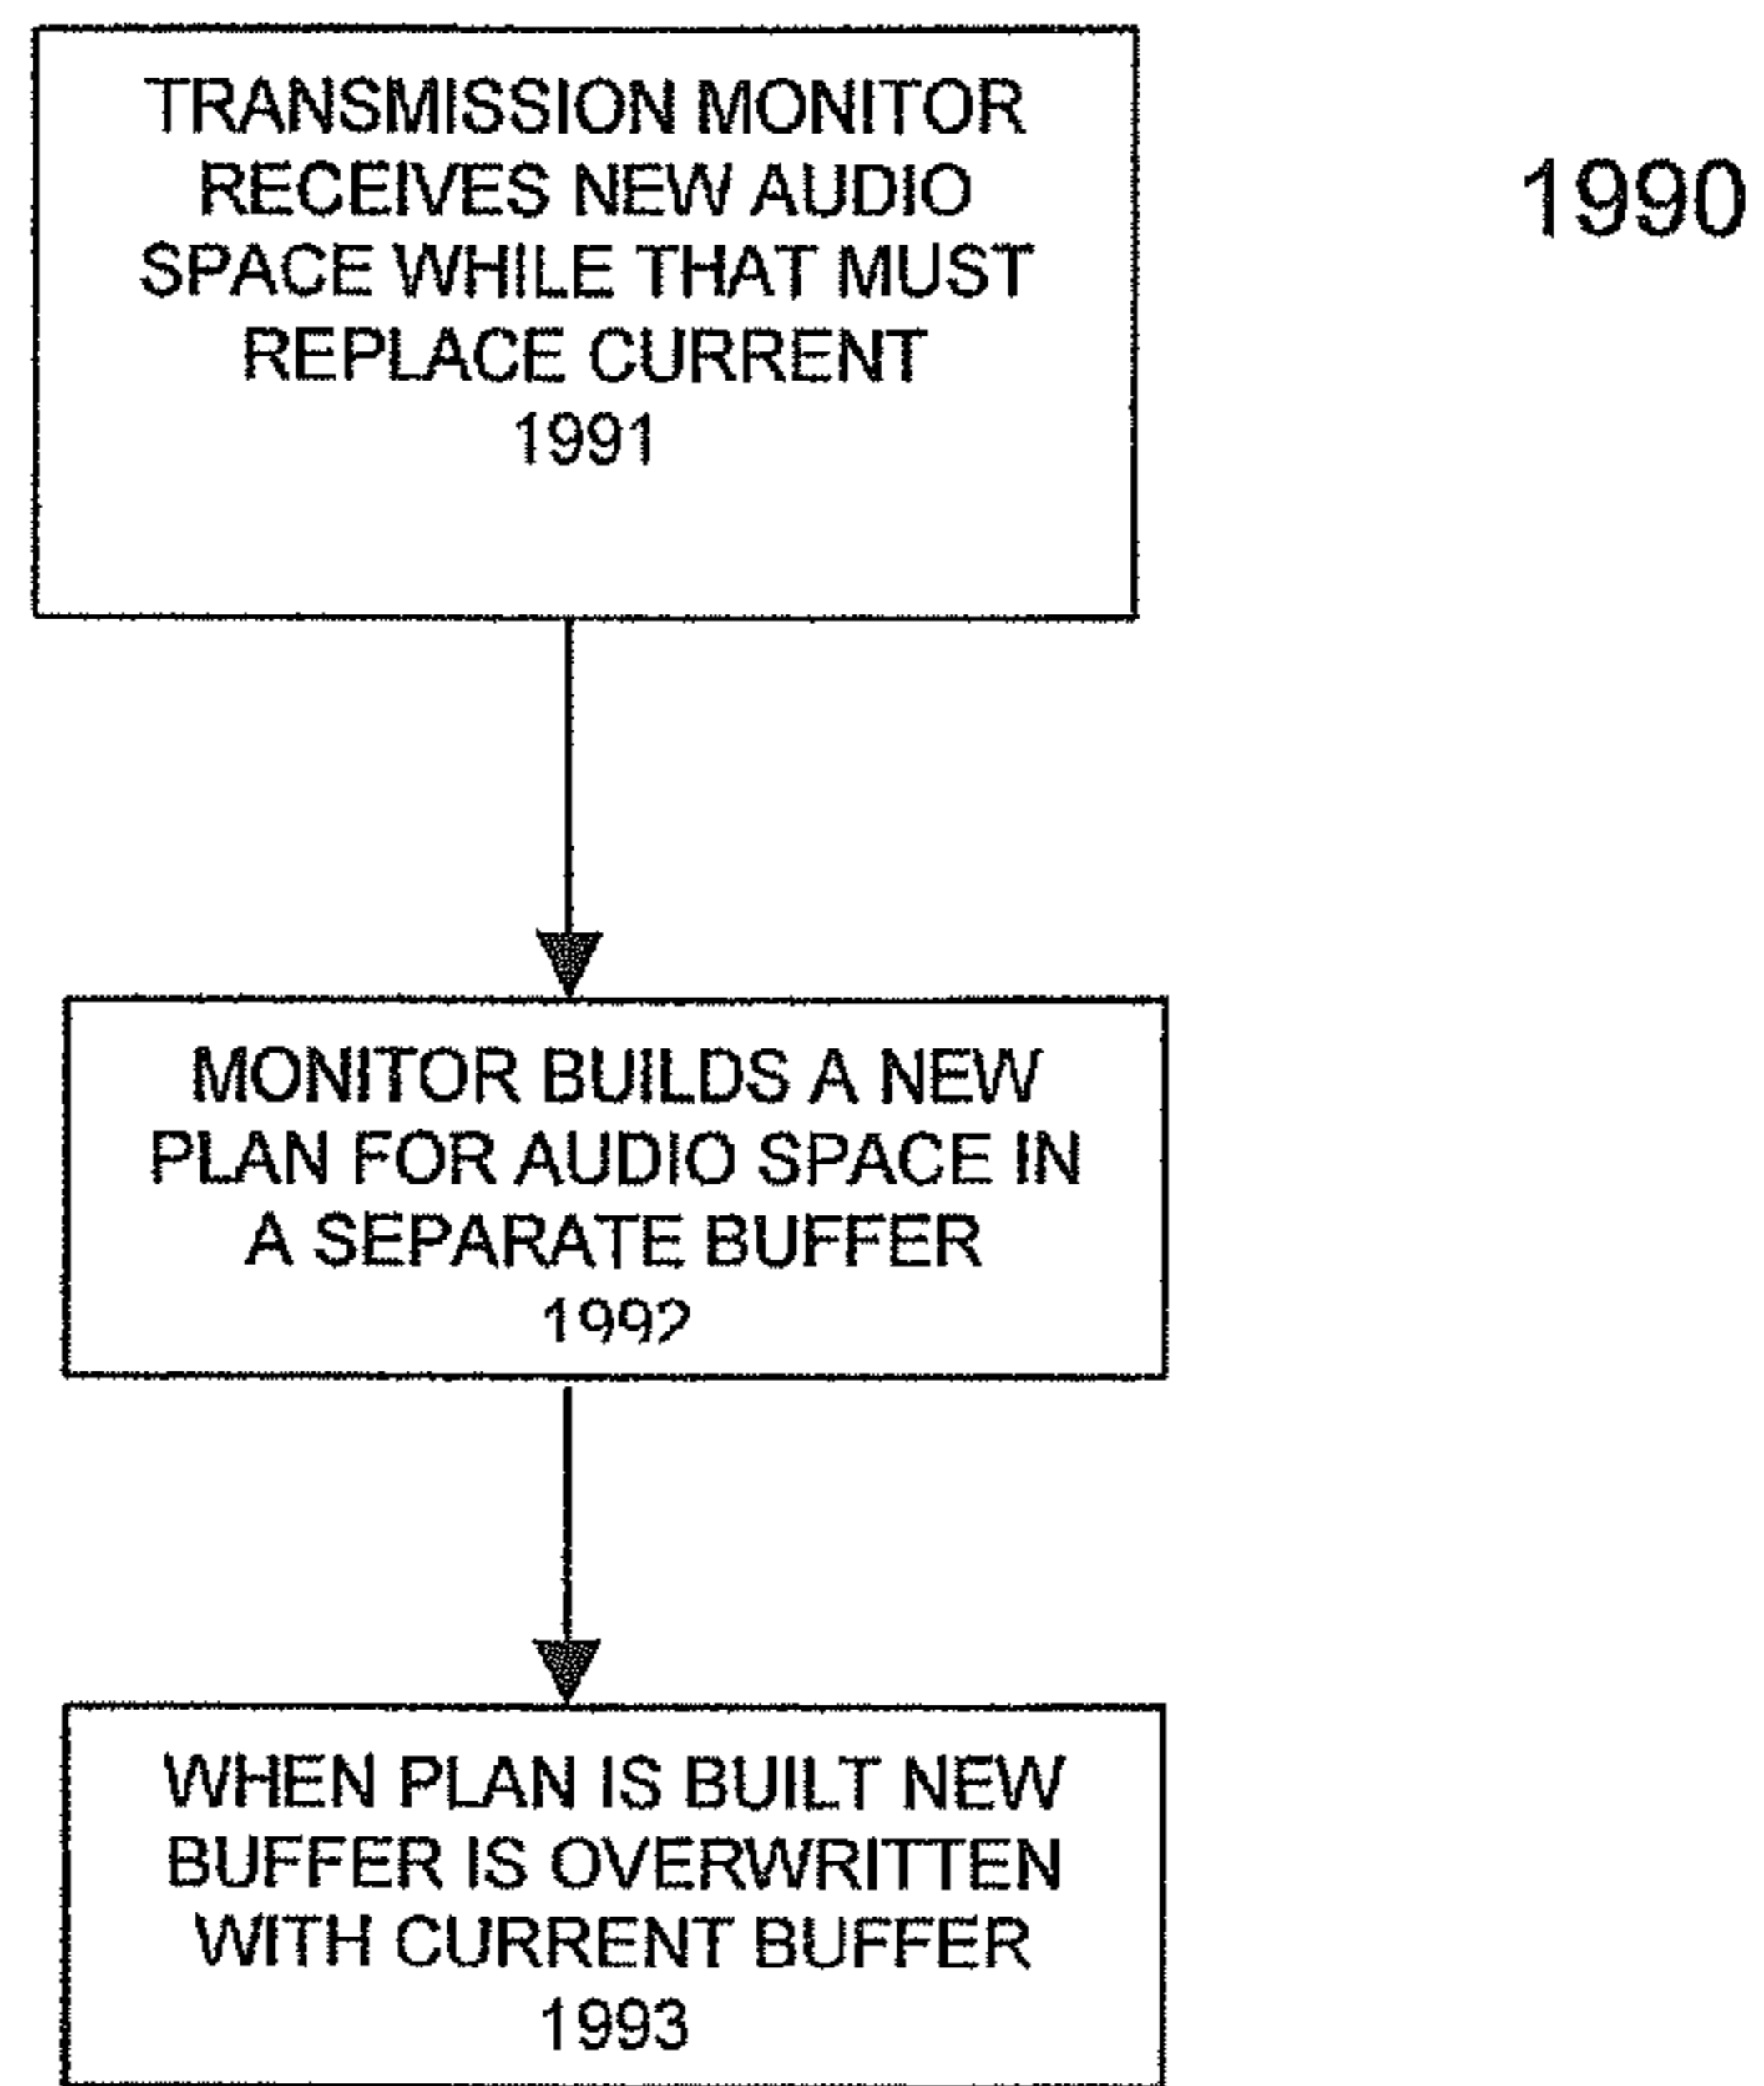 TRANSMISSION MONITOR
RECEIVES NEW AUDIO
SPACE WHILE THAT MUST
REPLACE CURRENT
1991
1990
MONITOR BUILDS A NEW
PLAN FOR AUDIO SPACE IN
A SEPARATE BUFFER
1992
WHEN PLAN IS BUILT NEW
BUFFER IS OVERWRITTEN
WITH CURRENT BUFFER
1993